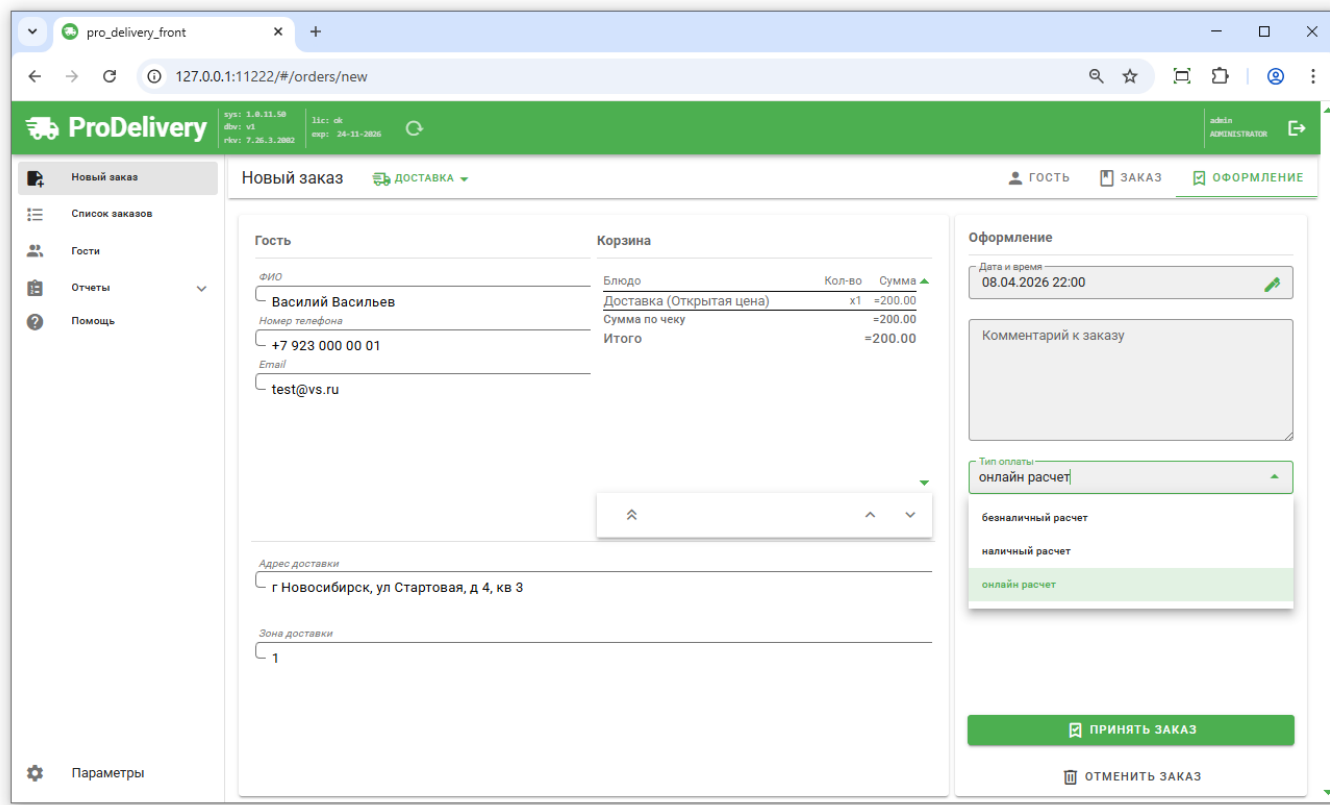 pro_delivery_front
127.0.0.1:11222/#/orders/new
ProDelivery
sys: 1.0.11.50
dbv: v1
rkv: 7.26.3.2002
lic: ok
exp: 24-11-2026
admin
ADMINISTRATOR
Новый заказ
Список заказов
Гости
Отчеты
Помощь
Параметры
Новый заказ
ДОСТАВКА
ГОСТЬ
ЗАКАЗ
ОФОРМЛЕНИЕ
Гость
ФИО
Василий Васильев
Номер телефона
+7 923 000 00 01
Email
test@vs.ru
Корзина
Блюдо Кол-во Сумма
Доставка (Открытая цена) x1 =200.00
Сумма по чеку =200.00
Итого =200.00
Адрес доставки
г Новосибирск, ул Стартовая, д 4, кв 3
Зона доставки
1
Оформление
Дата и время
08.04.2026 22:00
Комментарий к заказу
Тип оплаты
онлайн расчет
безналичный расчет
наличный расчет
онлайн расчет
ПРИНЯТЬ ЗАКАЗ
ОТМЕНИТЬ ЗАКАЗ